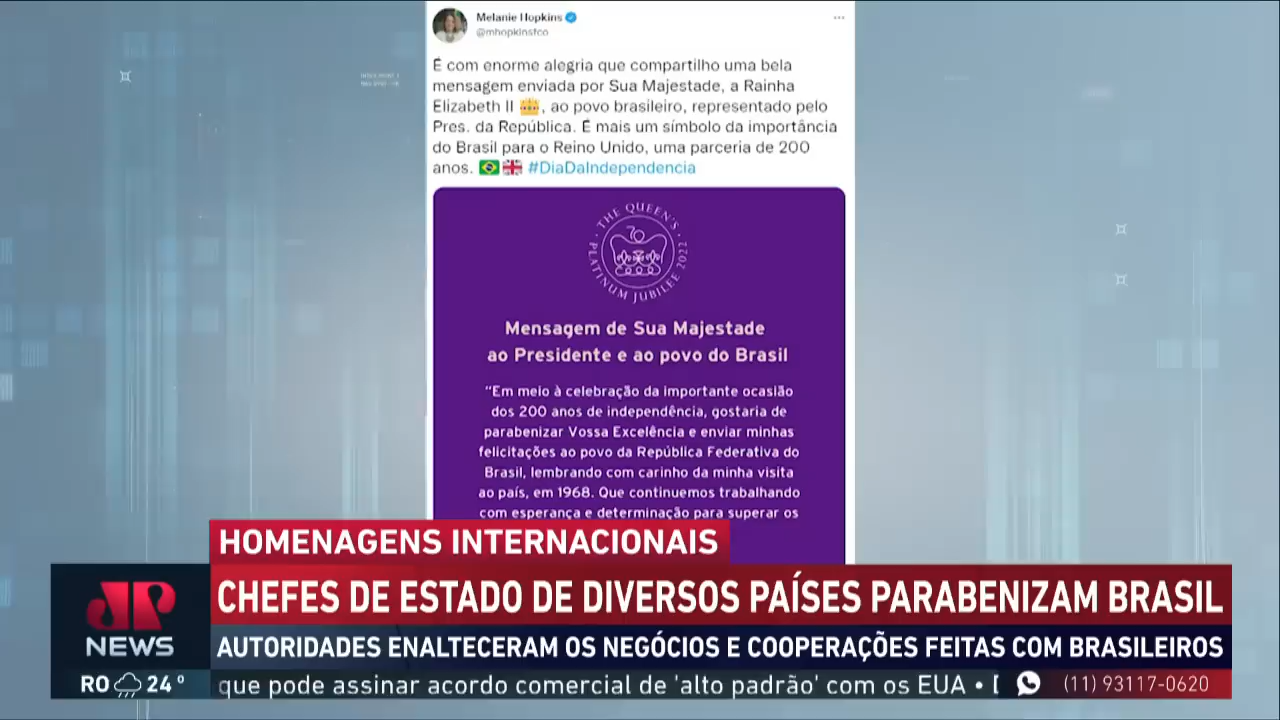 Melanie Hopkins
@mhopkinsfco
É com enorme alegria que compartilho uma bela
mensagem enviada por Sua Majestade, a Rainha
Elizabeth II 👑, ao povo brasileiro, representado pelo
Pres. da República. É mais um símbolo da importância
do Brasil para o Reino Unido, uma parceria de 200
anos. 🇧🇷🇬🇧 #DiaDaIndependencia
THE QUEEN'S
70
PLATINUM JUBILEE 2022
Mensagem de Sua Majestade
ao Presidente e ao povo do Brasil
“Em meio à celebração da importante ocasião
dos 200 anos de independência, gostaria de
parabenizar Vossa Excelência e enviar minhas
felicitações ao povo da República Federativa do
Brasil, lembrando com carinho da minha visita
ao país, em 1968. Que continuemos trabalhando
com esperança e determinação para superar os
HOMENAGENS INTERNACIONAIS
CHEFES DE ESTADO DE DIVERSOS PAÍSES PARABENIZAM BRASIL
AUTORIDADES ENALTECERAM OS NEGÓCIOS E COOPERAÇÕES FEITAS COM BRASILEIROS
JP
NEWS
RO 24°
que pode assinar acordo comercial de 'alto padrão' com os EUA •
(11) 93117-0620